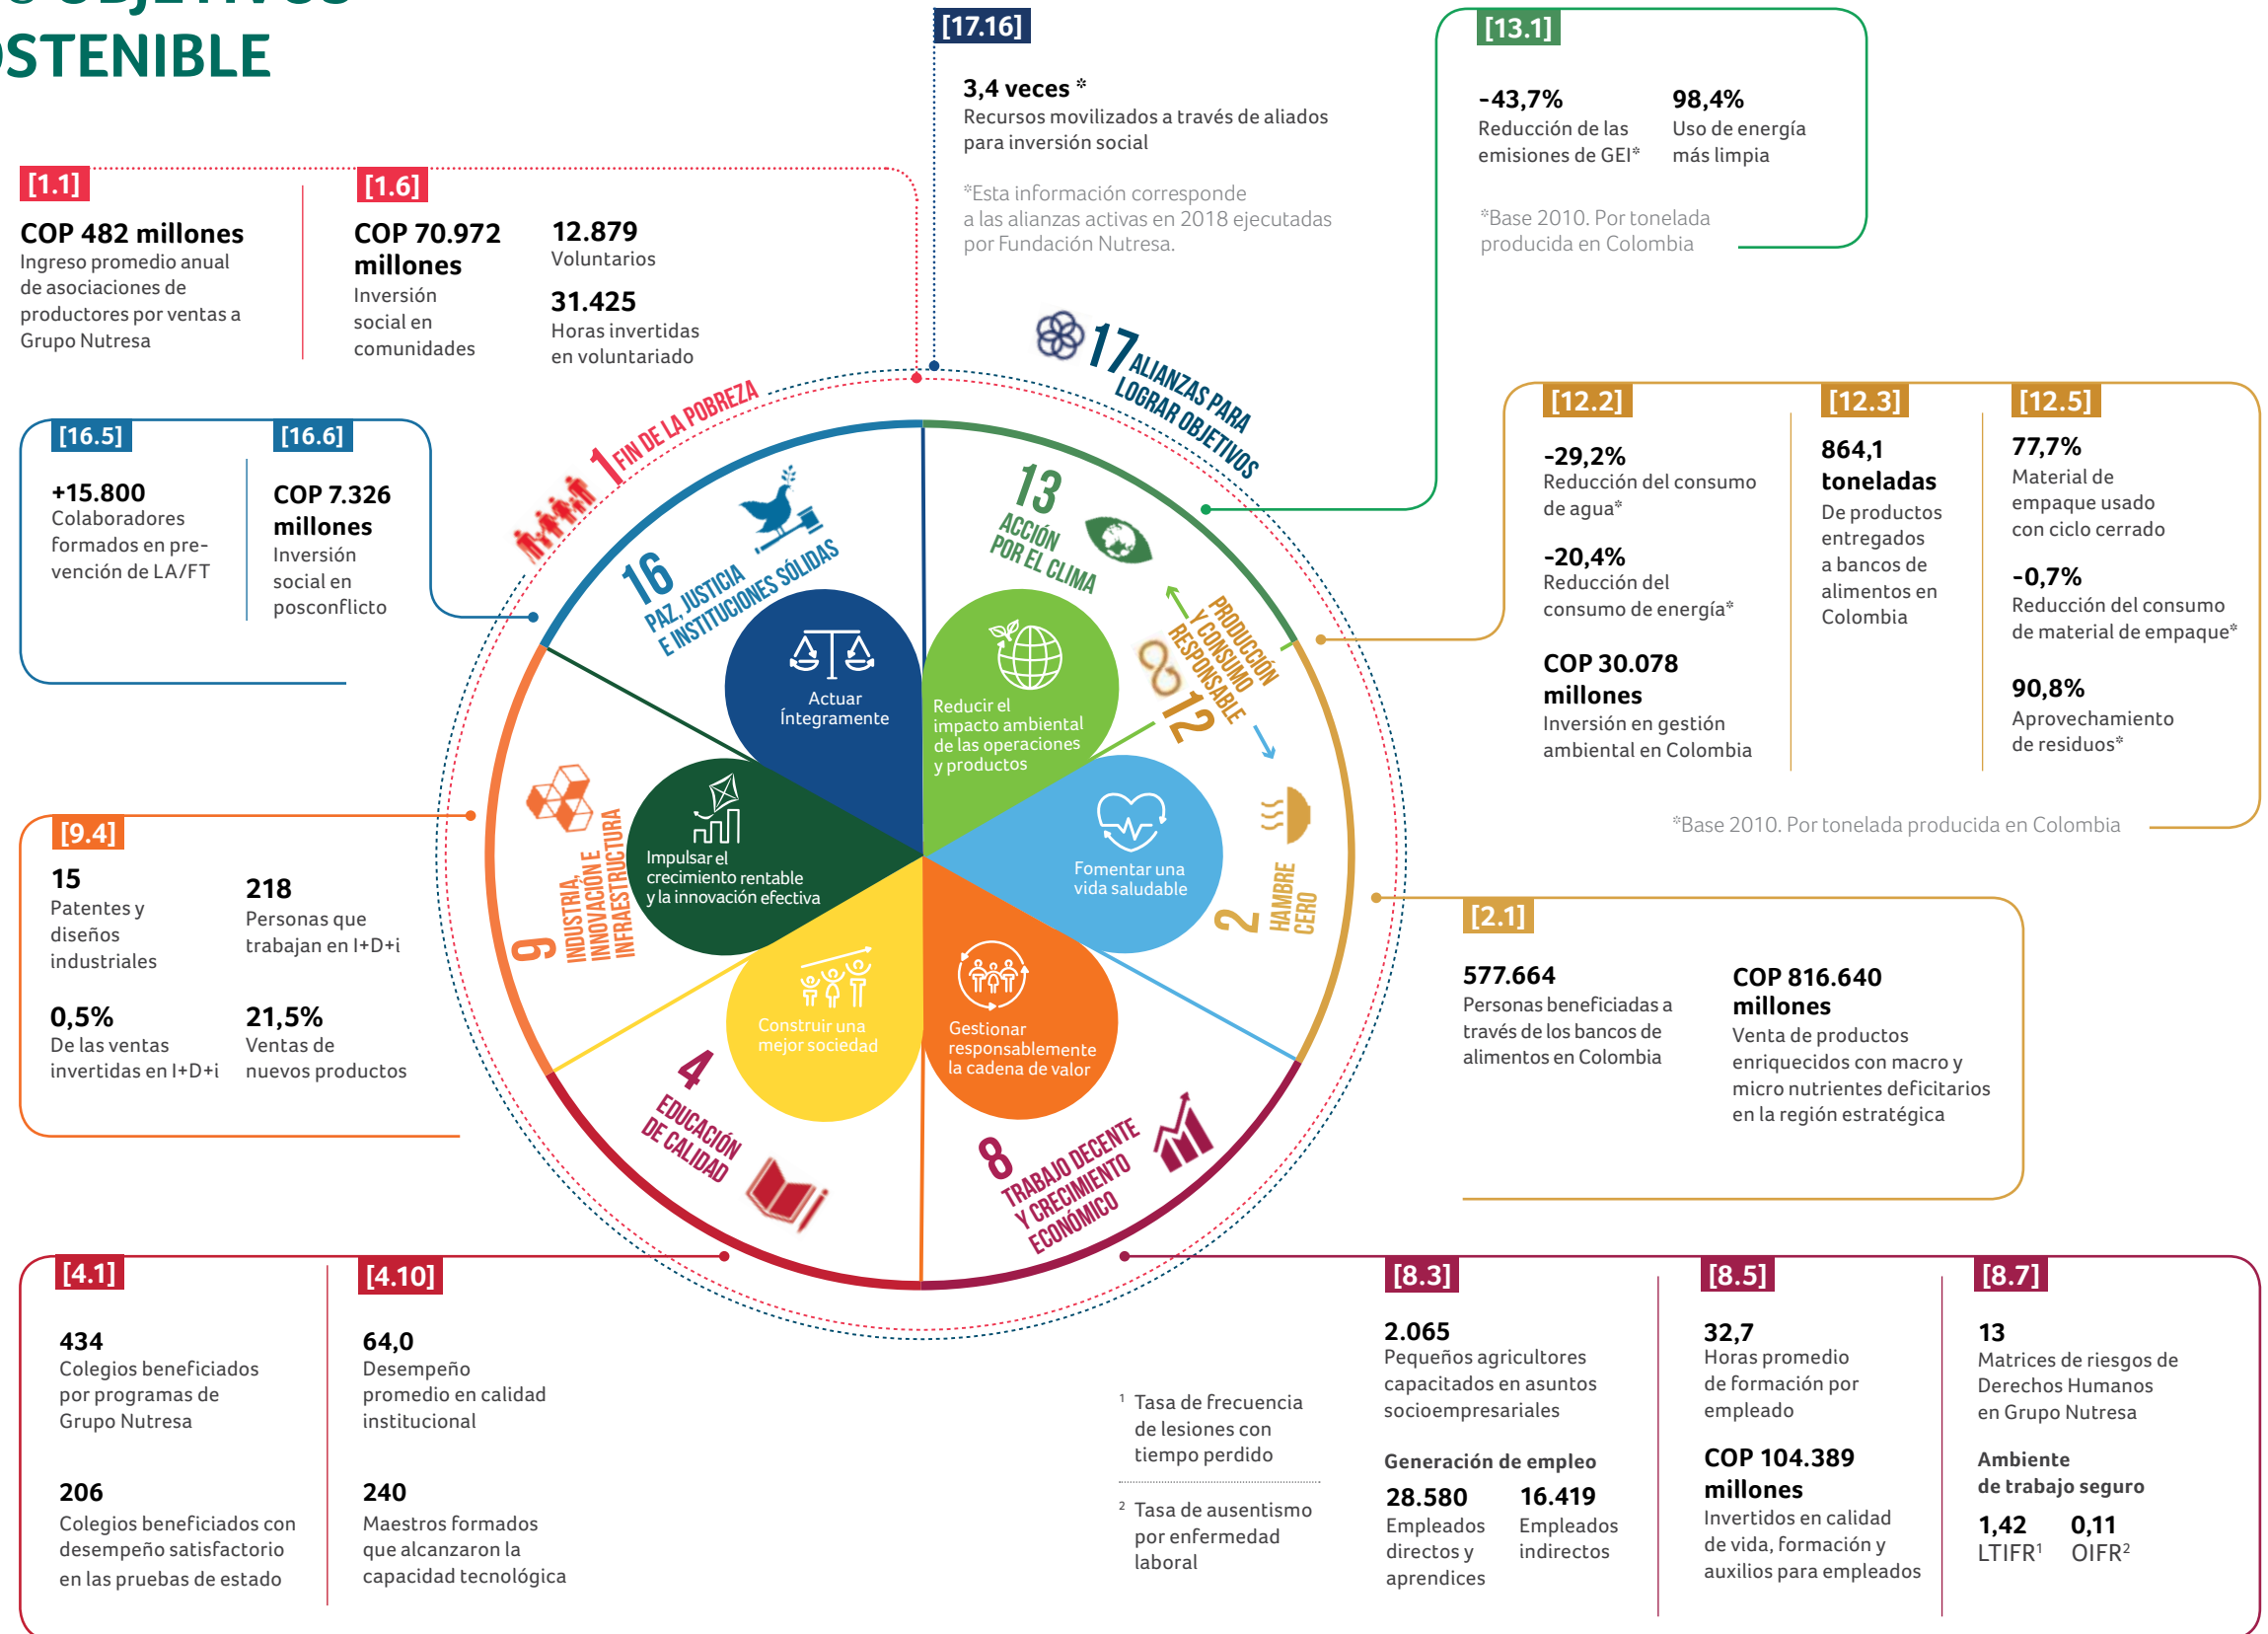 OSTENIBLE
[17.16]
3,4 veces *
Recursos movilizados a través de aliados
para inversión social
*Esta información corresponde
a las alianzas activas en 2018 ejecutadas
por Fundación Nutresa.
[13.1]
-43,7%
Reducción de las
emisiones de GEI*
98,4%
Uso de energía
más limpia
*Base 2010. Por tonelada
producida en Colombia
[1.1]
COP 482 millones
Ingreso promedio anual
de asociaciones de
productores por ventas a
Grupo Nutresa
[1.6]
COP 70.972
millones
Inversión
social en
comunidades
12.879
Voluntarios
31.425
Horas invertidas
en voluntariado
[16.5]
+15.800
Colaboradores
formados en pre-
vención de LA/FT
[16.6]
COP 7.326
millones
Inversión
social en
posconflicto
1 FIN DE LA POBREZA
17 ALIANZAS PARA
LOGRAR OBJETIVOS
16
PAZ, JUSTICIA
E INSTITUCIONES SÓLIDAS
13
ACCIÓN
POR EL CLIMA
PRODUCCIÓN
Y CONSUMO
RESPONSABLE
12
[12.2]
-29,2%
Reducción del consumo
de agua*
-20,4%
Reducción del
consumo de energía*
COP 30.078
millones
Inversión en gestión
ambiental en Colombia
[12.3]
864,1
toneladas
De productos
entregados
a bancos de
alimentos en
Colombia
[12.5]
77,7%
Material de
empaque usado
con ciclo cerrado
-0,7%
Reducción del consumo
de material de empaque*
90,8%
Aprovechamiento
de residuos*
*Base 2010. Por tonelada producida en Colombia
Actuar
Íntegramente
Reducir el
impacto ambiental
de las operaciones
y productos
Impulsar el
crecimiento rentable
y la innovación efectiva
Fomentar una
vida saludable
Construir una
mejor sociedad
Gestionar
responsablemente
la cadena de valor
9
INDUSTRIA,
INNOVACIÓN E
INFRAESTRUCTURA
2
HAMBRE
CERO
4
EDUCACIÓN
DE CALIDAD
8
TRABAJO DECENTE
Y CRECIMIENTO
ECONÓMICO
[9.4]
15
Patentes y
diseños
industriales
218
Personas que
trabajan en I+D+i
0,5%
De las ventas
invertidas en I+D+i
21,5%
Ventas de
nuevos productos
[2.1]
577.664
Personas beneficiadas a
través de los bancos de
alimentos en Colombia
COP 816.640
millones
Venta de productos
enriquecidos con macro y
micro nutrientes deficitarios
en la región estratégica
[4.1]
434
Colegios beneficiados
por programas de
Grupo Nutresa
206
Colegios beneficiados con
desempeño satisfactorio
en las pruebas de estado
[4.10]
64,0
Desempeño
promedio en calidad
institucional
240
Maestros formados
que alcanzaron la
capacidad tecnológica
1 Tasa de frecuencia
de lesiones con
tiempo perdido
2 Tasa de ausentismo
por enfermedad
laboral
[8.3]
2.065
Pequeños agricultores
capacitados en asuntos
socioempresariales
Generación de empleo
28.580
Empleados
directos y
aprendices
16.419
Empleados
indirectos
[8.5]
32,7
Horas promedio
de formación por
empleado
COP 104.389
millones
Invertidos en calidad
de vida, formación y
auxilios para empleados
[8.7]
13
Matrices de riesgos de
Derechos Humanos
en Grupo Nutresa
Ambiente
de trabajo seguro
1,42
LTIFR1
0,11
OIFR2